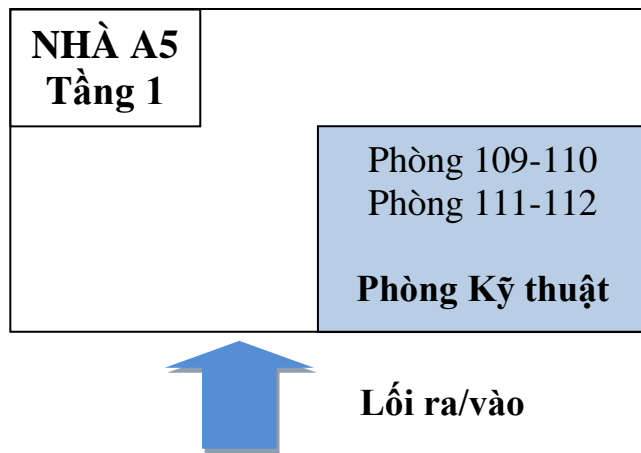 NHÀ A5
Tầng 1
Phòng 109-110
Phòng 111-112
Phòng Kỹ thuật
Lối ra/vào